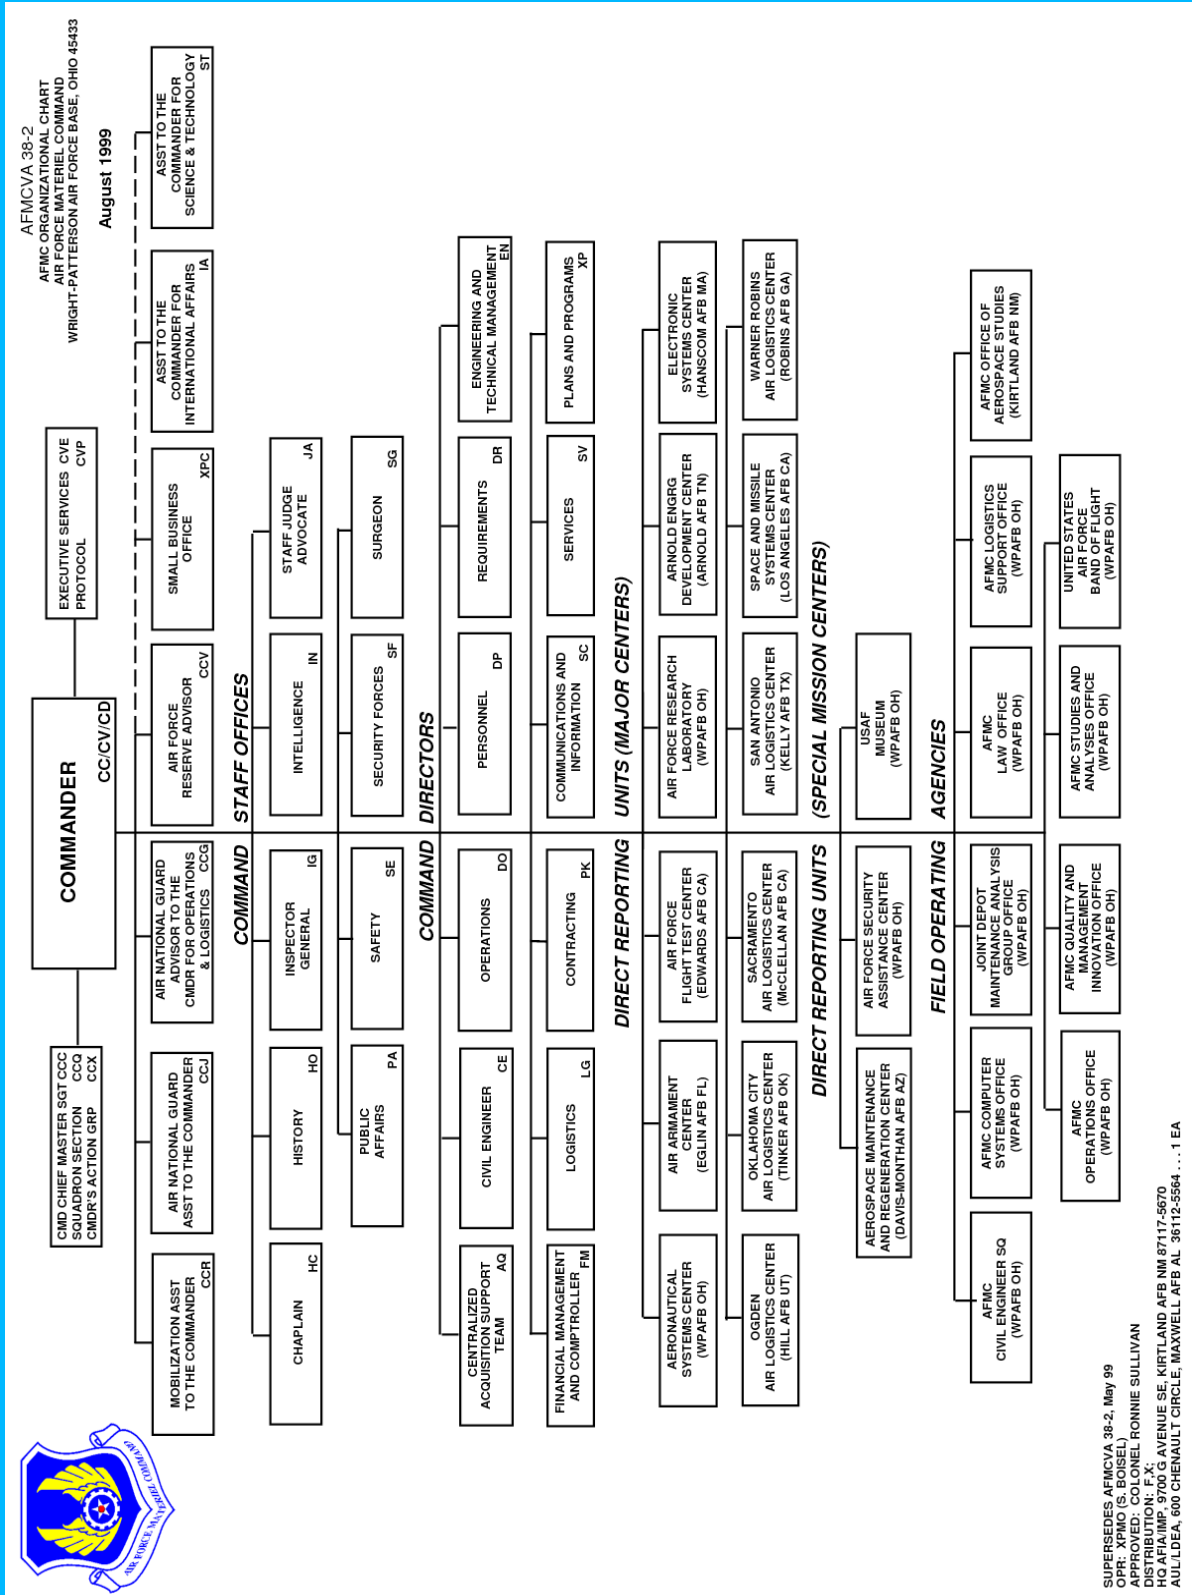 AFMCVA 38-2
AFMC ORGANIZATIONAL CHART
AIR FORCE MATERIEL COMMAND
WRIGHT-PATTERSON AIR FORCE BASE, OHIO 45433
August 1999
AIR FORCE MATERIEL COMMAND
CMD CHIEF MASTER SGT CCC
SQUADRON SECTION CCQ
CMDR'S ACTION GRP CCX
COMMANDER
CC/CV/CD
EXECUTIVE SERVICES CVE
PROTOCOL CVP
MOBILIZATION ASST
TO THE COMMANDER
CCR
AIR NATIONAL GUARD
ASST TO THE COMMANDER
CCJ
AIR NATIONAL GUARD
ADVISOR TO THE
CMDR FOR OPERATIONS
& LOGISTICS CCG
AIR FORCE
RESERVE ADVISOR
CCV
SMALL BUSINESS
OFFICE
XPC
ASST TO THE
COMMANDER FOR
INTERNATIONAL AFFAIRS
IA
ASST TO THE
COMMANDER FOR
SCIENCE & TECHNOLOGY
ST
COMMAND STAFF OFFICES
CHAPLAIN
HC
HISTORY
HO
INSPECTOR
GENERAL
IG
INTELLIGENCE
IN
STAFF JUDGE
ADVOCATE
JA
PUBLIC
AFFAIRS
PA
SAFETY
SE
SECURITY FORCES
SF
SURGEON
SG
COMMAND DIRECTORS
CENTRALIZED
ACQUISITION SUPPORT
TEAM
AQ
CIVIL ENGINEER
CE
OPERATIONS
DO
PERSONNEL
DP
REQUIREMENTS
DR
ENGINEERING AND
TECHNICAL MANAGEMENT
EN
FINANCIAL MANAGEMENT
AND COMPTROLLER
FM
LOGISTICS
LG
CONTRACTING
PK
COMMUNICATIONS AND
INFORMATION
SC
SERVICES
SV
PLANS AND PROGRAMS
XP
DIRECT REPORTING UNITS (MAJOR CENTERS)
AERONAUTICAL
SYSTEMS CENTER
(WPAFB OH)
AIR ARMAMENT
CENTER
(EGLIN AFB FL)
AIR FORCE
FLIGHT TEST CENTER
(EDWARDS AFB CA)
AIR FORCE RESEARCH
LABORATORY
(WPAFB OH)
ARNOLD ENGRG
DEVELOPMENT CENTER
(ARNOLD AFB TN)
ELECTRONIC
SYSTEMS CENTER
(HANSCOM AFB MA)
OGDEN
AIR LOGISTICS CENTER
(HILL AFB UT)
OKLAHOMA CITY
AIR LOGISTICS CENTER
(TINKER AFB OK)
SACRAMENTO
AIR LOGISTICS CENTER
(McCLELLAN AFB CA)
SAN ANTONIO
AIR LOGISTICS CENTER
(KELLY AFB TX)
SPACE AND MISSILE
SYSTEMS CENTER
(LOS ANGELES AFB CA)
WARNER ROBINS
AIR LOGISTICS CENTER
(ROBINS AFB GA)
DIRECT REPORTING UNITS (SPECIAL MISSION CENTERS)
AEROSPACE MAINTENANCE
AND REGENERATION CENTER
(DAVIS-MONTHAN AFB AZ)
AIR FORCE SECURITY
ASSISTANCE CENTER
(WPAFB OH)
USAF
MUSEUM
(WPAFB OH)
FIELD OPERATING AGENCIES
AFMC
CIVIL ENGINEER SQ
(WPAFB OH)
AFMC COMPUTER
SYSTEMS OFFICE
(WPAFB OH)
JOINT DEPOT
MAINTENANCE ANALYSIS
GROUP OFFICE
(WPAFB OH)
AFMC
LAW OFFICE
(WPAFB OH)
AFMC LOGISTICS
SUPPORT OFFICE
(WPAFB OH)
AFMC OFFICE OF
AEROSPACE STUDIES
(KIRTLAND AFB NM)
AFMC
OPERATIONS OFFICE
(WPAFB OH)
AFMC QUALITY AND
MANAGEMENT
INNOVATION OFFICE
(WPAFB OH)
AFMC STUDIES AND
ANALYSES OFFICE
(WPAFB OH)
UNITED STATES
AIR FORCE
BAND OF FLIGHT
(WPAFB OH)
SUPERSEDES AFMCVA 38-2, May 99
OPR: XPMO (S. BOISEL)
APPROVED: COLONEL RONNIE SULLIVAN
DISTRIBUTION: F,X:
HQ AFIA/IMP, 9700 G AVENUE SE, KIRTLAND AFB NM 87117-5670
AUL/LDEA, 600 CHENAULT CIRCLE, MAXWELL AFB AL 36112-5564 . . . 1 EA